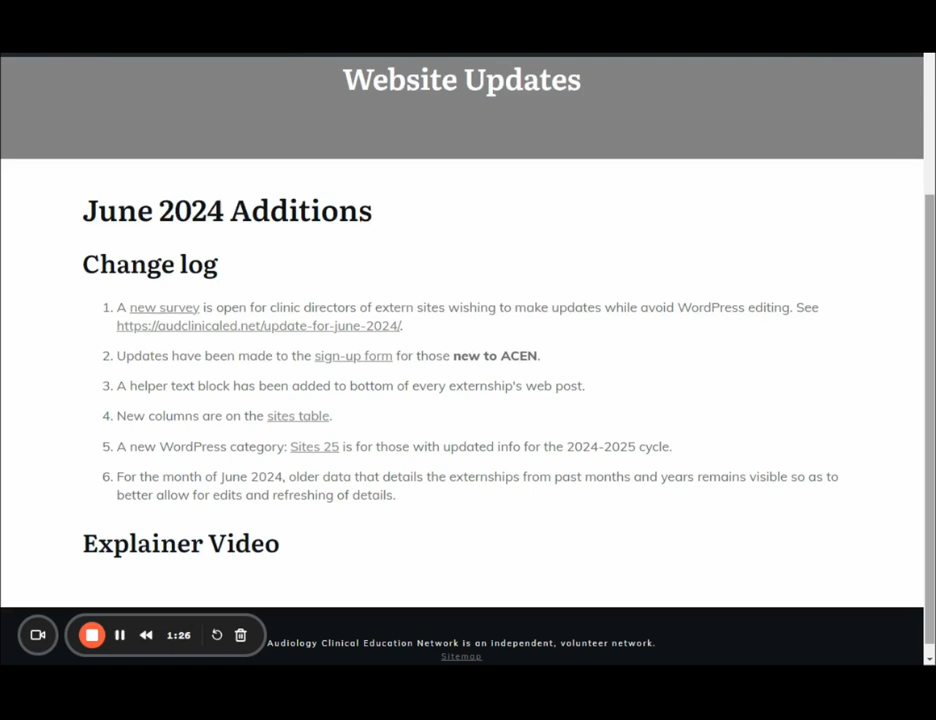 Website Updates
June 2024 Additions
Change log
1. A new survey is open for clinic directors of extern sites wishing to make updates while avoid WordPress editing. See
https://audclinicaled.net/update-for-june-2024/.
2. Updates have been made to the sign-up form for those new to ACEN.
3. A helper text block has been added to bottom of every externship's web post.
4. New columns are on the sites table.
5. A new WordPress category: Sites 25 is for those with updated info for the 2024-2025 cycle.
6. For the month of June 2024, older data that details the externships from past months and years remains visible so as to
better allow for edits and refreshing of details.
Explainer Video
1:26
Audiology Clinical Education Network is an independent, volunteer network.
Sitemap